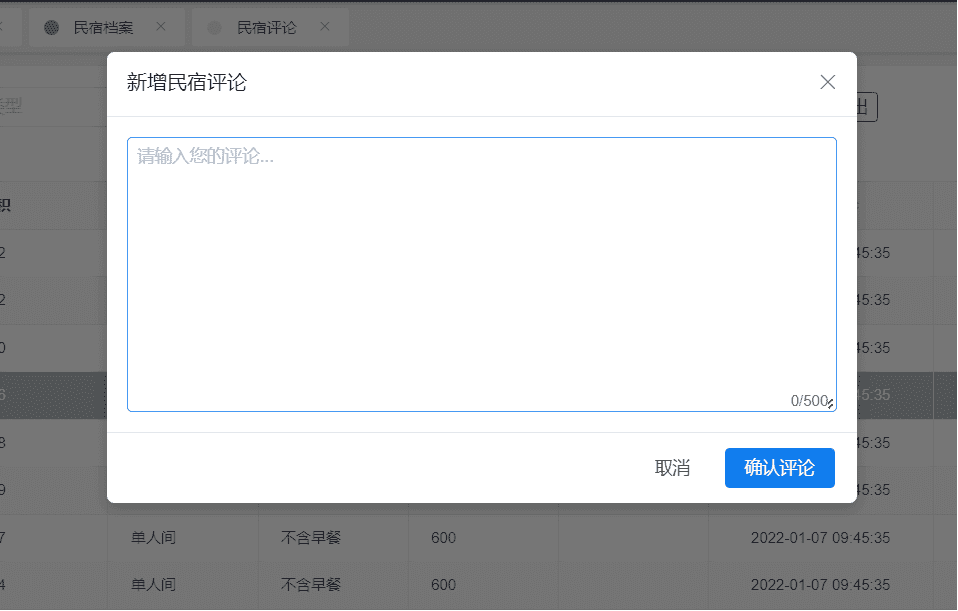 民宿档案
民宿评论
类型
新增民宿评论
出
请输入您的评论...
0/500
取消
确认评论
积
2
45:35
2
45:35
0
45:35
6
45:35
8
45:35
9
45:35
7 单人间 不含早餐 600 2022-01-07 09:45:35
4 单人间 不含早餐 600 2022-01-07 09:45:35